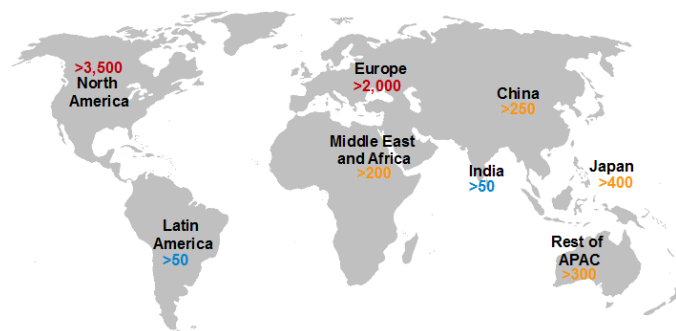 >3,500
North
America
Europe
>2,000
China
>250
Middle East
and Africa
>200
India
>50
Japan
>400
Latin
America
>50
Rest of
APAC
>300